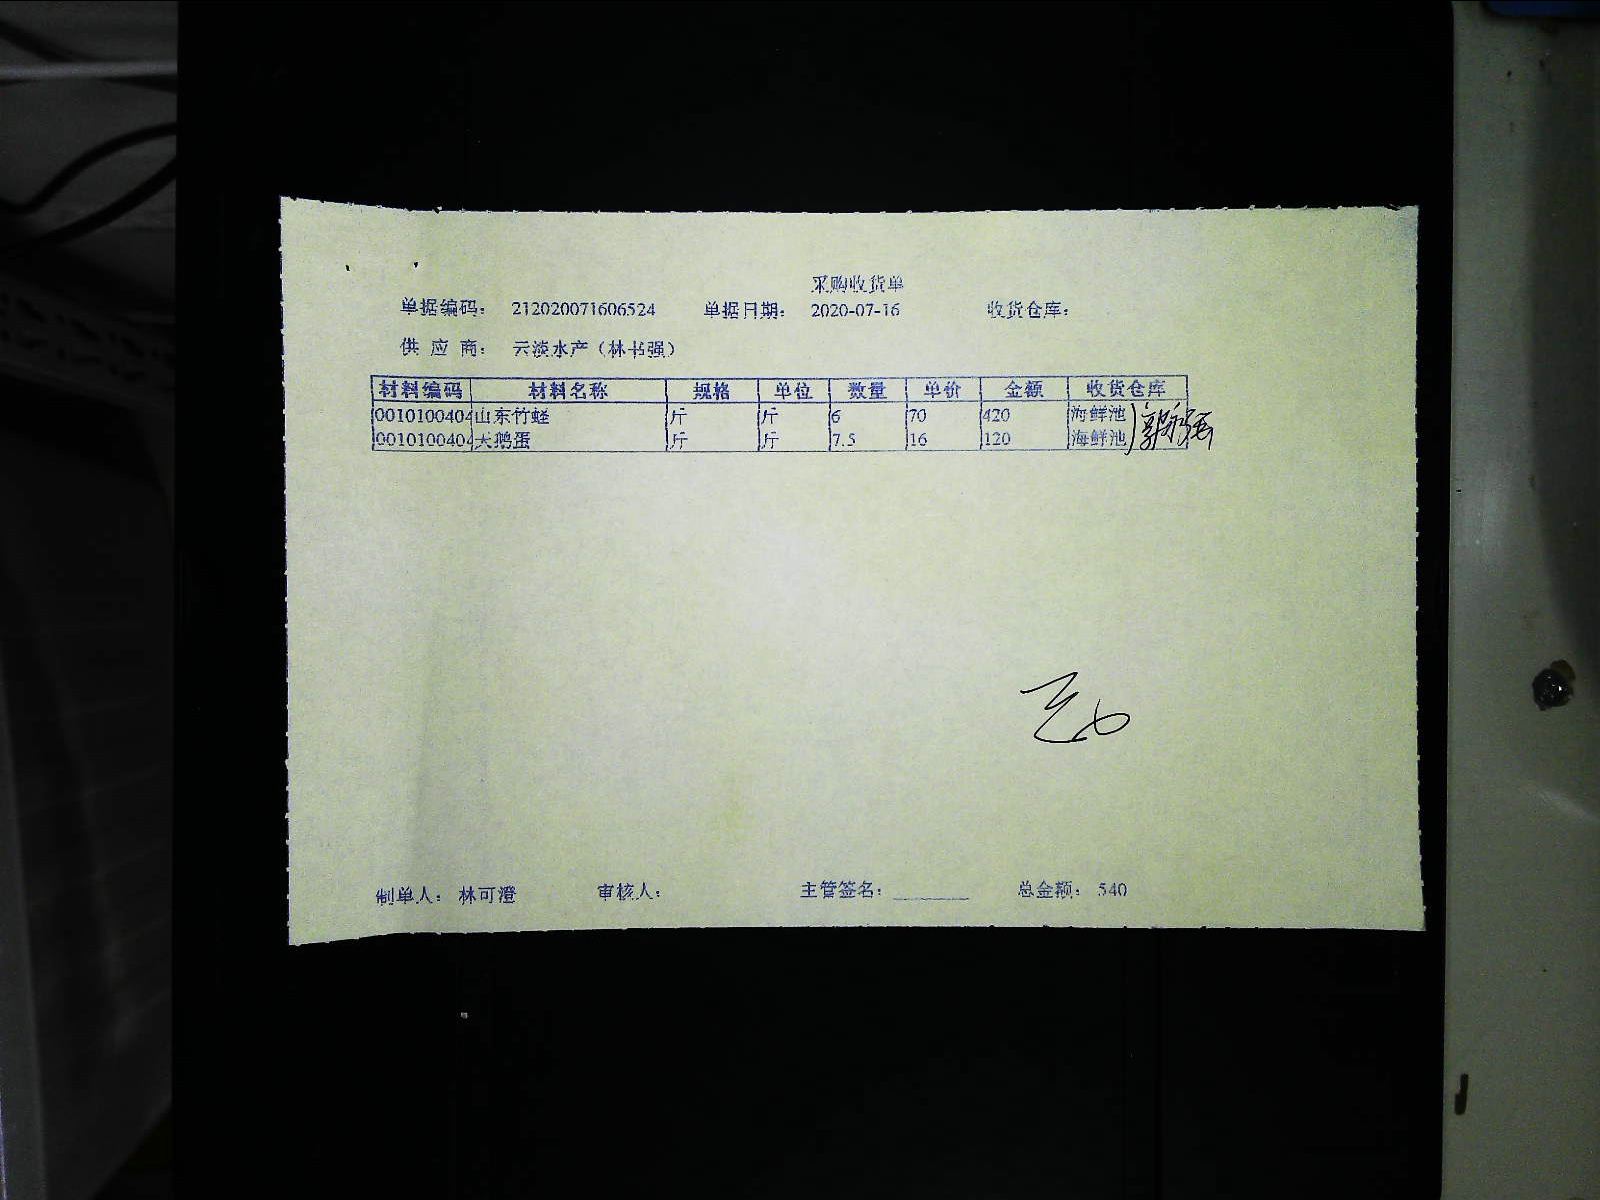 采购收货单
单据编码： 212020071606524 单据日期： 2020-07-16 收货仓库：
供 应 商： 云淡水产（林书强）
材料编码 材料名称 规格 单位 数量 单价 金额 收货仓库
0010100404 山东竹蛏 斤 斤 6 70 420 海鲜池
0010100404 大鹅蛋 斤 斤 7.5 16 120 海鲜池
制单人： 林可澄 审核人： 主管签名： 总金额： 540